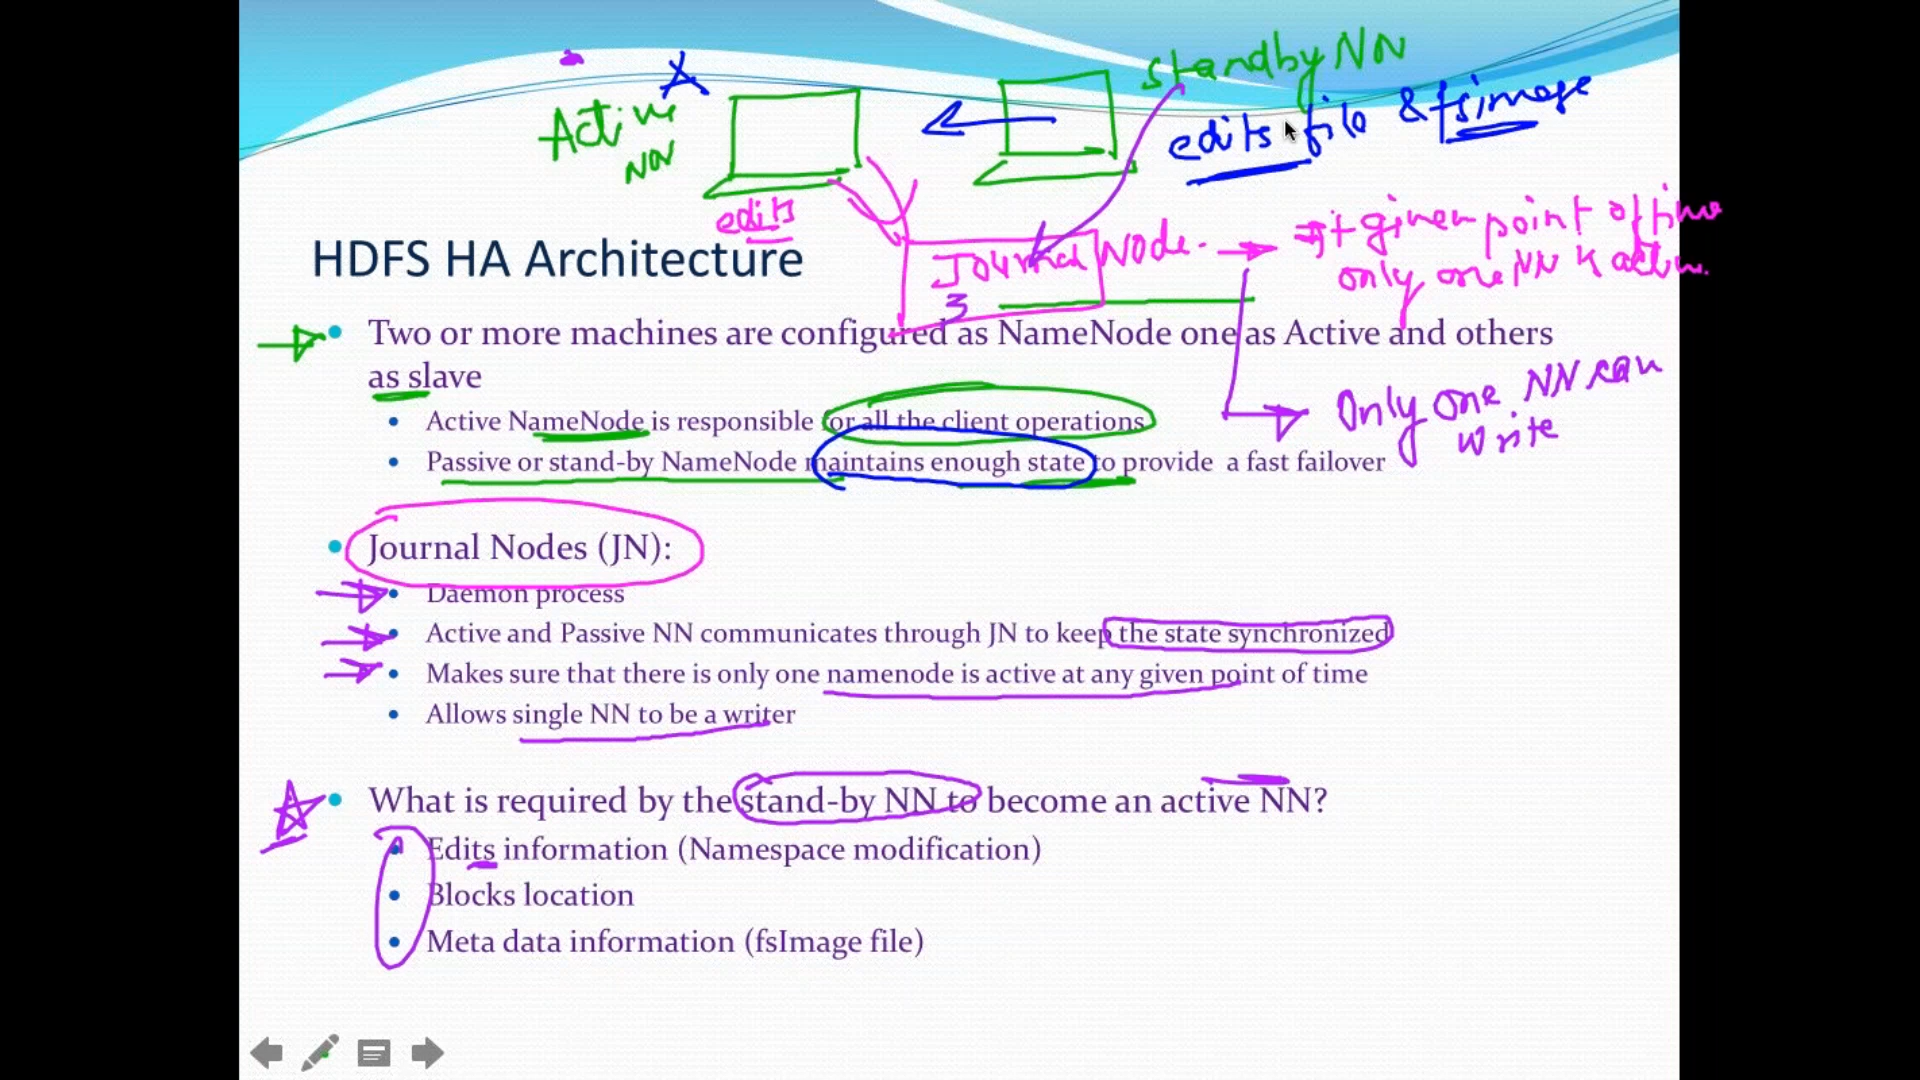 Standby NN
Active
NN
edits file & fsimage
edits
Journal Node.
3
given point of time
only one NN is active.
HDFS HA Architecture
• Two or more machines are configured as NameNode one as Active and others
as slave
Only one NN can
write
• Active NameNode is responsible for all the client operations
• Passive or stand-by NameNode maintains enough state to provide a fast failover
• Journal Nodes (JN):
• Daemon process
• Active and Passive NN communicates through JN to keep the state synchronized
• Makes sure that there is only one namenode is active at any given point of time
• Allows single NN to be a writer
• What is required by the stand-by NN to become an active NN?
• Edits information (Namespace modification)
• Blocks location
• Meta data information (fsImage file)